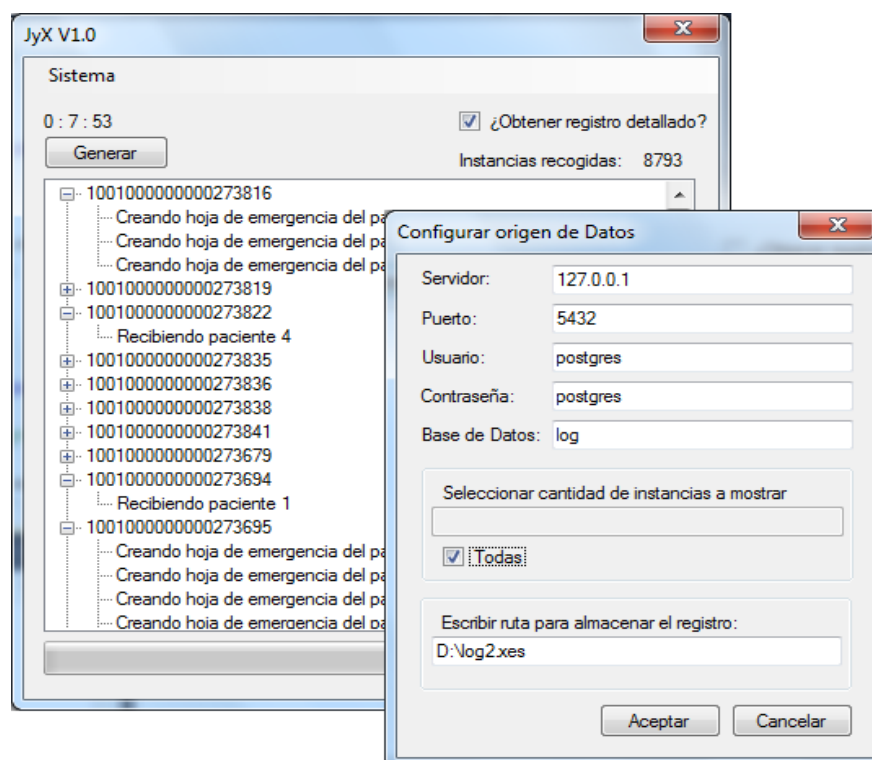 JyX V1.0
Sistema
0 : 7 : 53
¿Obtener registro detallado?
Generar
Instancias recogidas: 8793
1001000000000273816
Creando hoja de emergencia del pa
Creando hoja de emergencia del pa
Creando hoja de emergencia del pa
1001000000000273819
1001000000000273822
Recibiendo paciente 4
1001000000000273835
1001000000000273836
1001000000000273838
1001000000000273841
1001000000000273679
1001000000000273694
Recibiendo paciente 1
1001000000000273695
Creando hoja de emergencia del pa
Creando hoja de emergencia del pa
Creando hoja de emergencia del pa
Creando hoja de emergencia del pa
Configurar origen de Datos
Servidor: 127.0.0.1
Puerto: 5432
Usuario: postgres
Contraseña: postgres
Base de Datos: log
Seleccionar cantidad de instancias a mostrar
Todas
Escribir ruta para almacenar el registro:
D:\log2.xes
Aceptar Cancelar